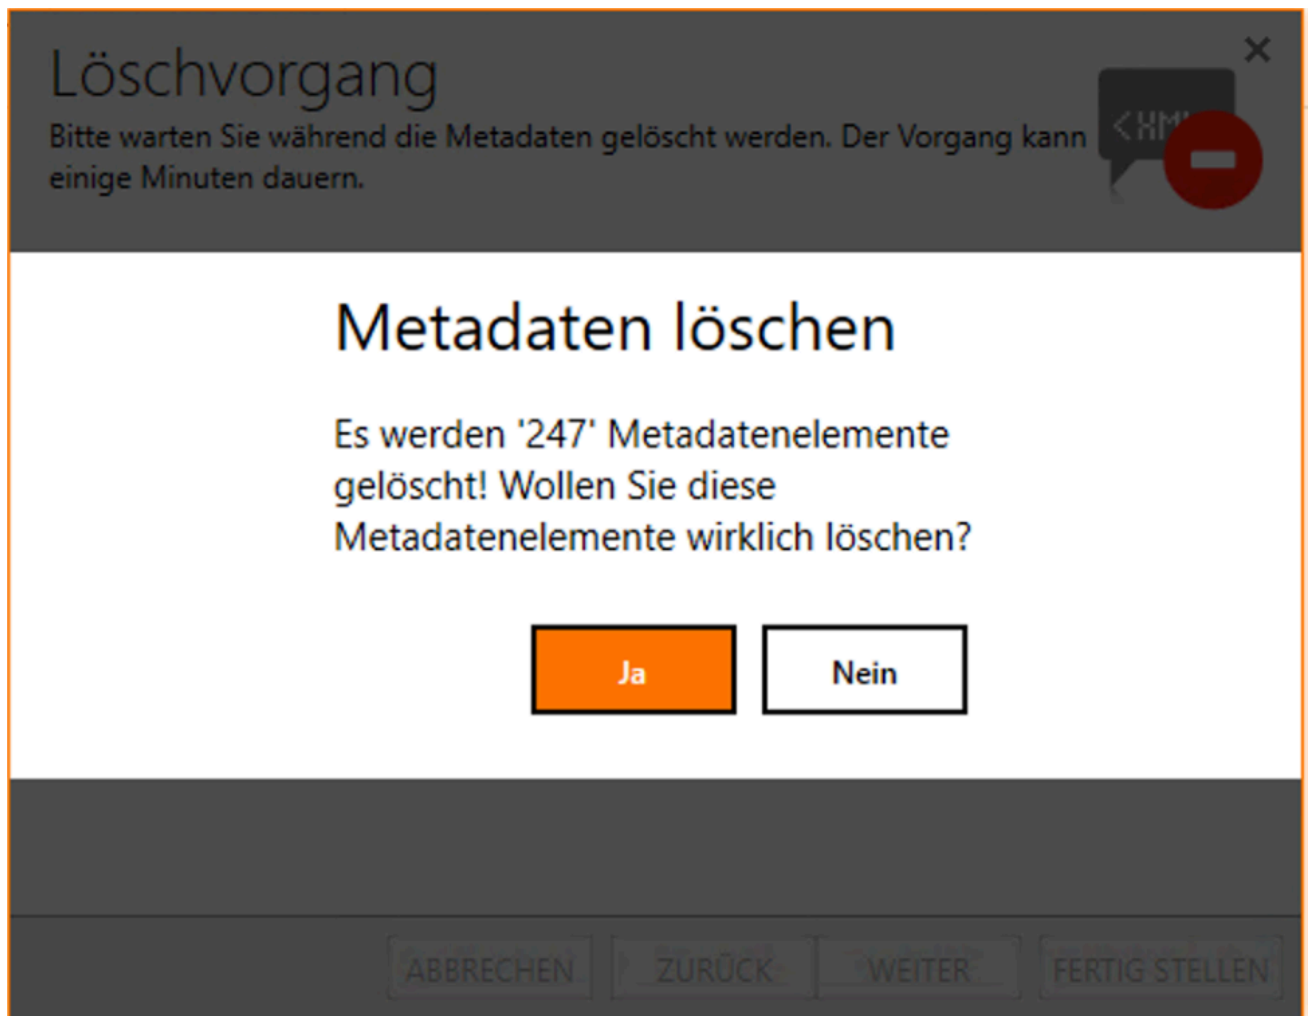 Löschvorgang
Bitte warten Sie während die Metadaten gelöscht werden. Der Vorgang kann
einige Minuten dauern.
<XM
Metadaten löschen
Es werden '247' Metadatenelemente
gelöscht! Wollen Sie diese
Metadatenelemente wirklich löschen?
Ja
Nein
ABBRECHEN
ZURÜCK
WEITER
FERTIG STELLEN